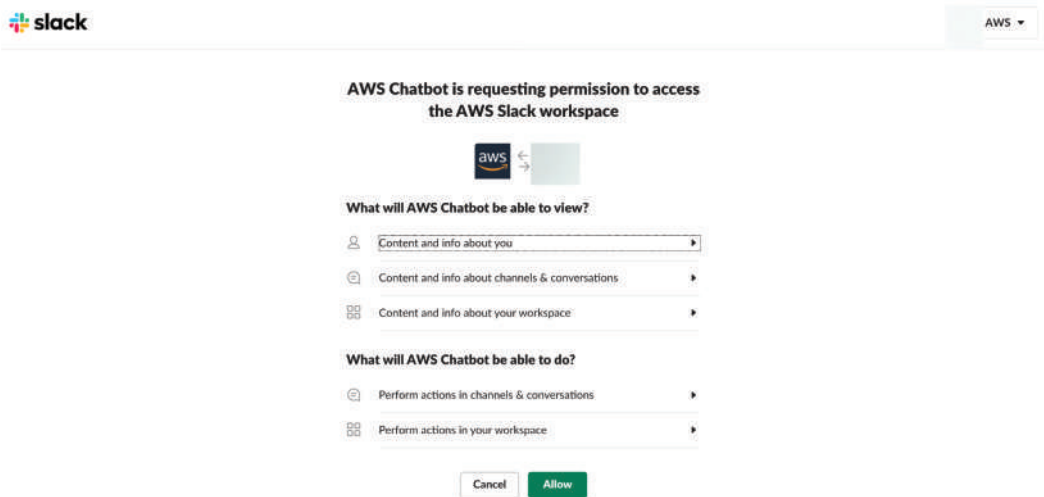 slack
AWS
AWS Chatbot is requesting permission to access
the AWS Slack workspace
aws
What will AWS Chatbot be able to view?
Content and info about you
Content and info about channels & conversations
Content and info about your workspace
What will AWS Chatbot be able to do?
Perform actions in channels & conversations
Perform actions in your workspace
Cancel Allow